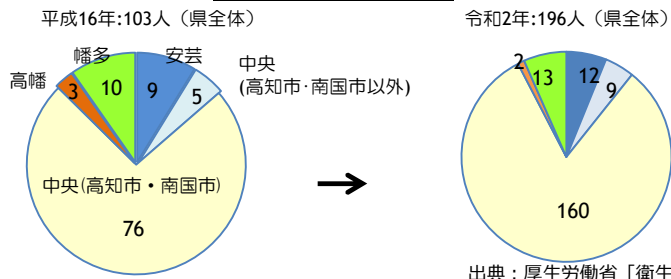 平成16年:103人（県全体）
令和2年:196人（県全体）
幡多
安芸
中央
(高知市･南国市以外)
高幡
3
10
9
5
中央(高知市・南国市)
76
2
13
12
9
160
出典：厚生労働省「衛生